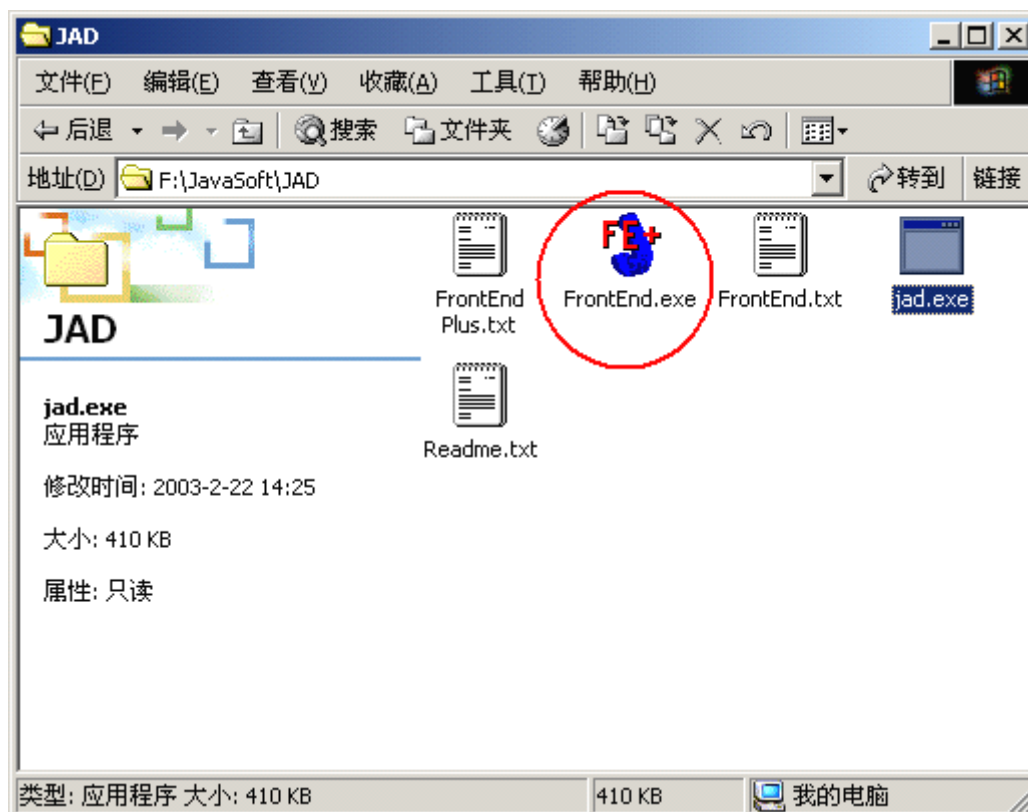 JAD
文件(F) 编辑(E) 查看(V) 收藏(A) 工具(T) 帮助(H)
后退 搜索 文件夹
地址(D) F:\JavaSoft\JAD 转到 链接
JAD
jad.exe
应用程序
修改时间: 2003-2-22 14:25
大小: 410 KB
属性: 只读
FrontEnd
Plus.txt
FE+
FrontEnd.exe
FrontEnd.txt
jad.exe
Readme.txt
类型: 应用程序 大小: 410 KB 410 KB 我的电脑